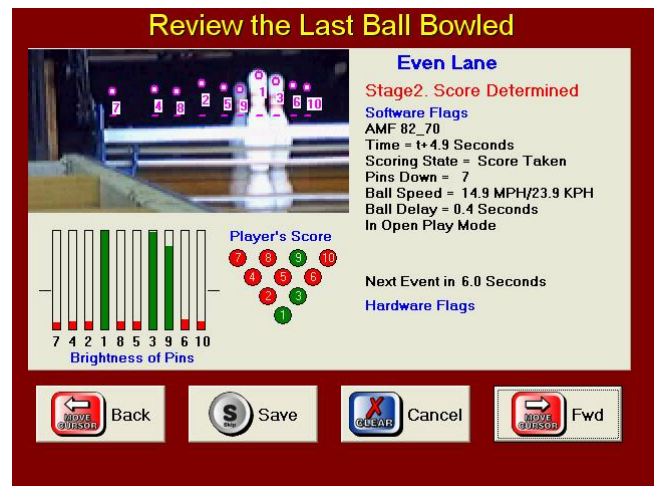 Review the Last Ball Bowled
7 4 8 2 5 9 1 3 6 10
Even Lane
Stage2. Score Determined
Software Flags
AMF 82_70
Time = t+4.9 Seconds
Scoring State = Score Taken
Pins Down = 7
Ball Speed = 14.9 MPH/23.9 KPH
Ball Delay = 0.4 Seconds
In Open Play Mode
Next Event in 6.0 Seconds
Hardware Flags
7 4 2 1 8 5 3 9 6 10
Brightness of Pins
Player's Score
7 8 9 10
4 5 6
2 3
1
MOVE CURSOR Back
S Skip Save
X CLEAR Cancel
MOVE CURSOR Fwd